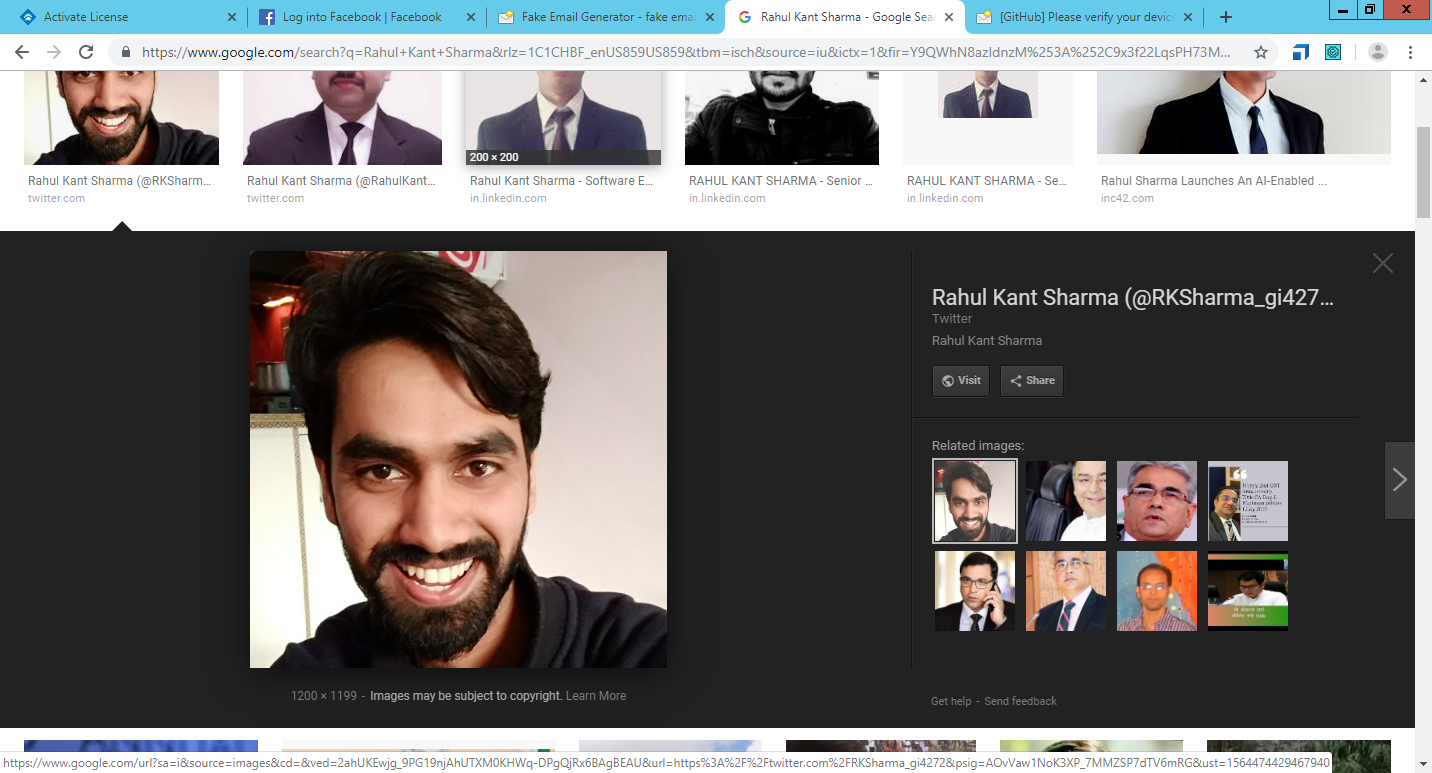 Activate License
Log into Facebook | Facebook
Fake Email Generator - fake emai
Rahul Kant Sharma - Google Sear
[GitHub] Please verify your device
https://www.google.com/search?q=Rahul+Kant+Sharma&rlz=1C1CHBF_enUS859US859&tbm=isch&source=iu&ictx=1&fir=Y9QWhN8azIdnzM%253A%252C9x3f22LqsPH73M...
200 × 200
Rahul Kant Sharma (@RKSharm...
twitter.com
Rahul Kant Sharma (@RahulKant...
twitter.com
Rahul Kant Sharma - Software E...
in.linkedin.com
RAHUL KANT SHARMA - Senior ...
in.linkedin.com
RAHUL KANT SHARMA - Se...
in.linkedin.com
Rahul Sharma Launches An AI-Enabled ...
inc42.com
Rahul Kant Sharma (@RKSharma_gi427...
Twitter
Rahul Kant Sharma
Visit
Share
Related images:
1200 × 1199 - Images may be subject to copyright. Learn More
Get help - Send feedback
https://www.google.com/url?sa=i&source=images&cd=&ved=2ahUKEwjg_9PG19njAhUTXM0KHWq-DPgQjRx6BAgBEAU&url=https%3A%2F%2Ftwitter.com%2FRKSharma_gi4272&psig=AOvVaw1NoK3XP_7MMZSP7dTV6mRG&ust=1564474429467940